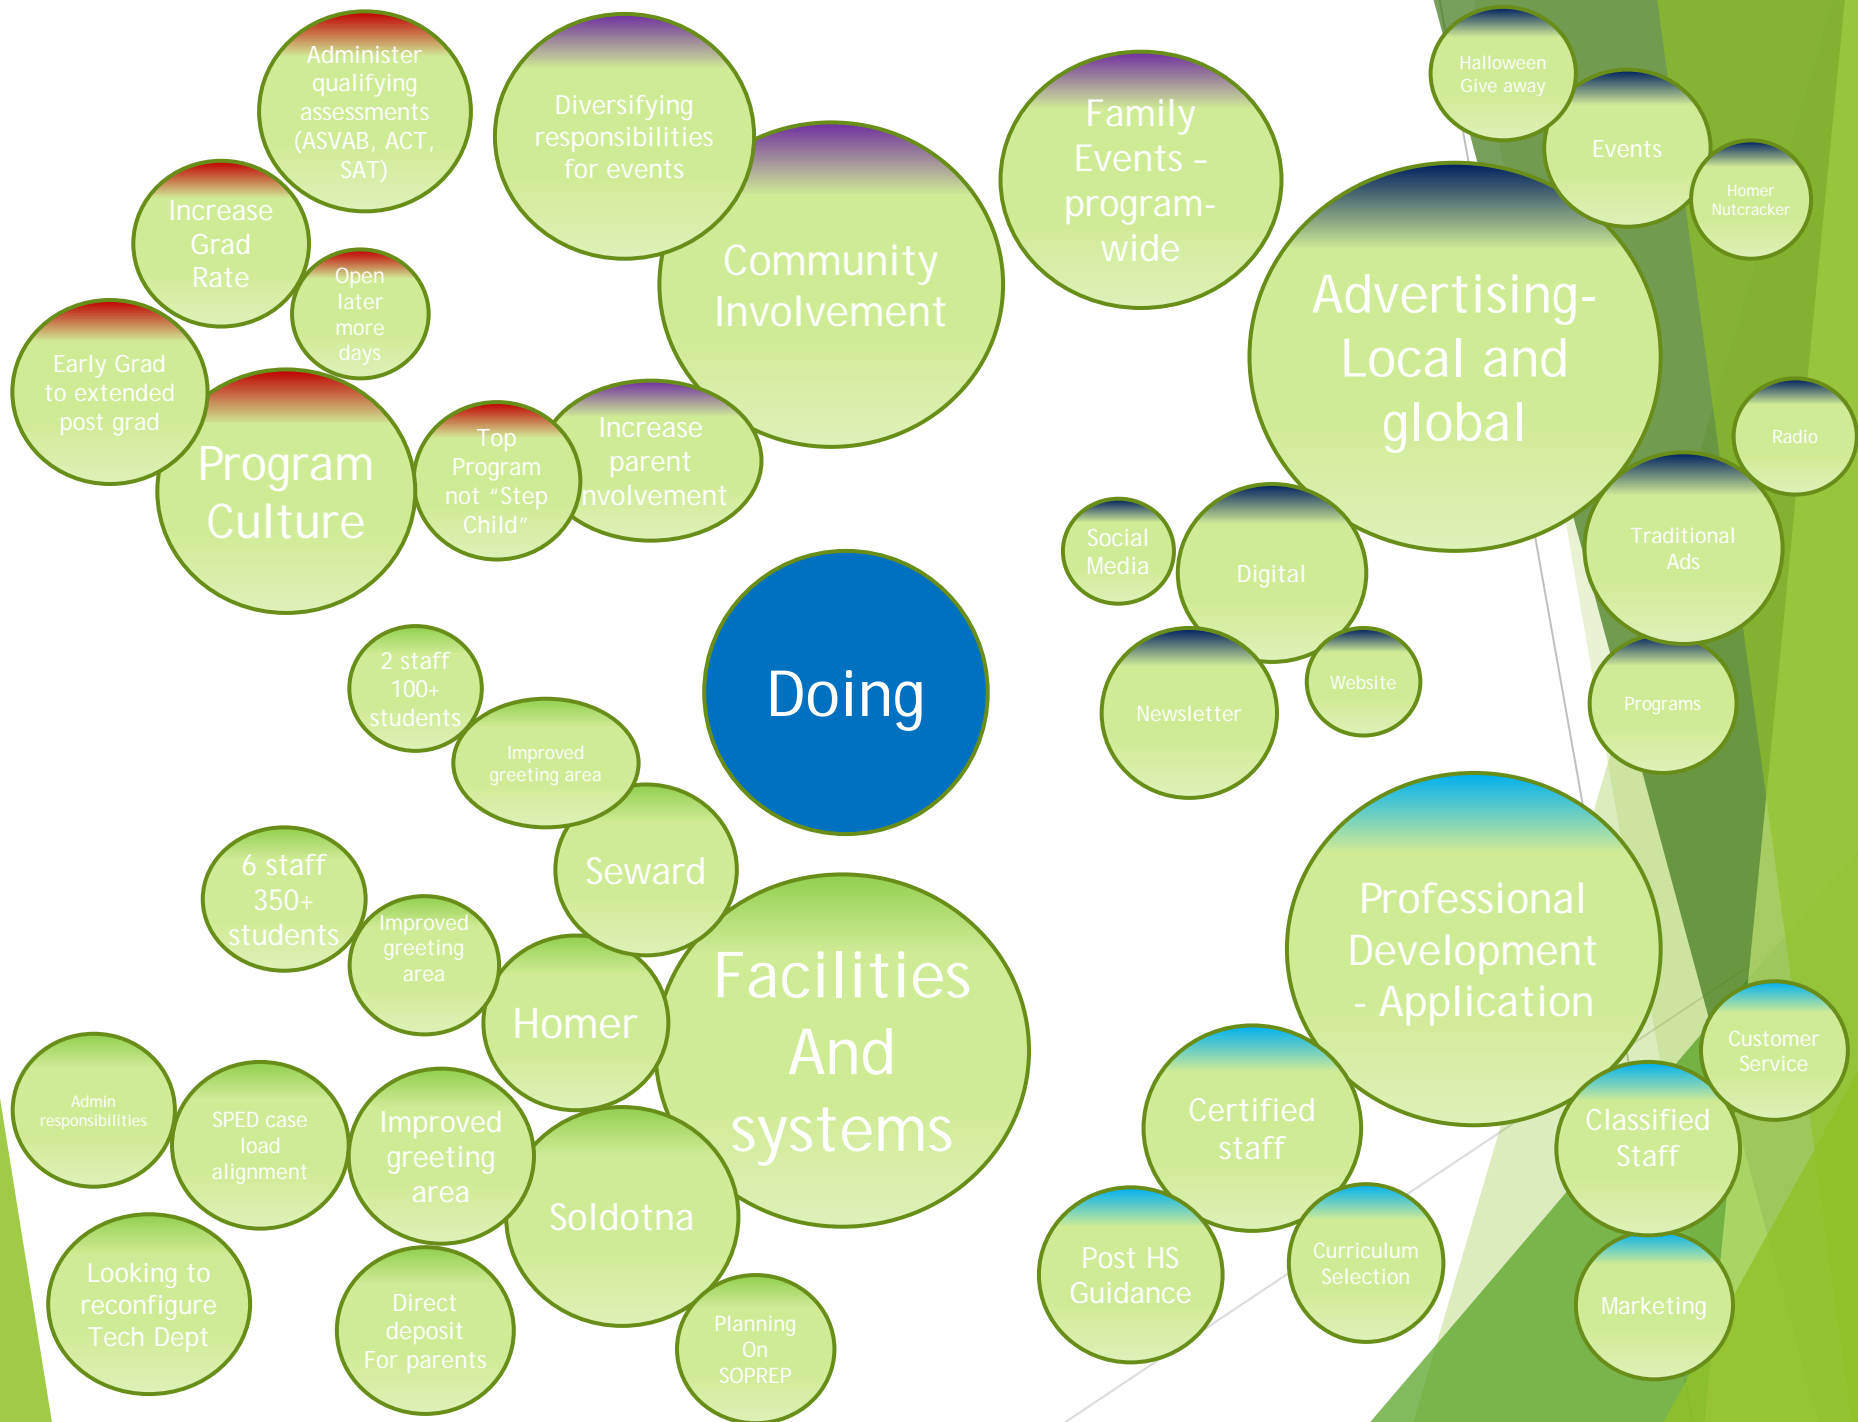 Administer
qualifying
assessments
(ASVAB, ACT,
SAT)
Increase
Grad
Rate
Open
later
more
days
Early Grad
to extended
post grad
Program
Culture
Top
Program
not “Step
Child”
Diversifying
responsibilities
for events
Community
Involvement
Increase
parent
nvolvement
Family
Events –
program-
wide
Halloween
Give away
Events
Homer
Nutcracker
Advertising-
Local and
global
Radio
Traditional
Ads
Programs
Social
Media
Digital
Newsletter
Website
Doing
2 staff
100+
students
Improved
greeting area
Seward
6 staff
350+
students
Improved
greeting
area
Homer
Facilities
And
systems
Admin
responsibilities
SPED case
load
alignment
Improved
greeting
area
Soldotna
Looking to
reconfigure
Tech Dept
Direct
deposit
For parents
Planning
On
SOPREP
Professional
Development
- Application
Certified
staff
Post HS
Guidance
Curriculum
Selection
Customer
Service
Classified
Staff
Marketing